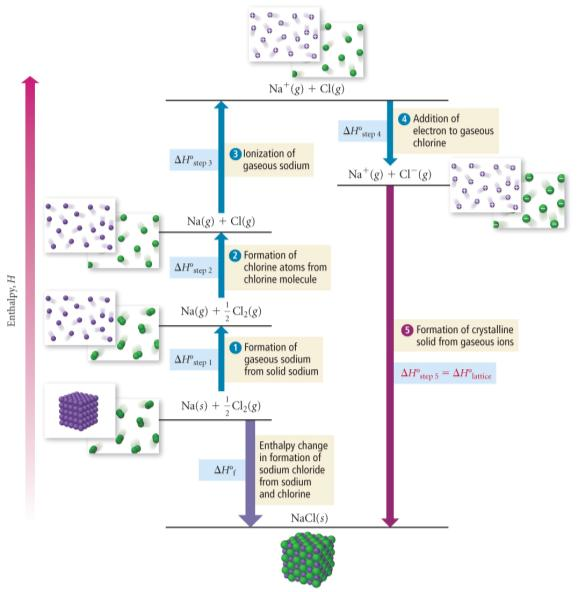 Na⁺(g) + Cl(g)
4 Addition of
electron to gaseous
chlorine
ΔH°step 4
3 Ionization of
gaseous sodium
ΔH°step 3
Na⁺(g) + Cl⁻(g)
Na(g) + Cl(g)
2 Formation of
chlorine atoms from
chlorine molecule
ΔH°step 2
Enthalpy, H
Na(g) + ½ Cl₂(g)
1 Formation of
gaseous sodium
from solid sodium
ΔH°step 1
5 Formation of crystalline
solid from gaseous ions
ΔH°step 5 = ΔH°lattice
Na(s) + ½ Cl₂(g)
Enthalpy change
in formation of
sodium chloride
from sodium
and chlorine
ΔH°f
NaCl(s)